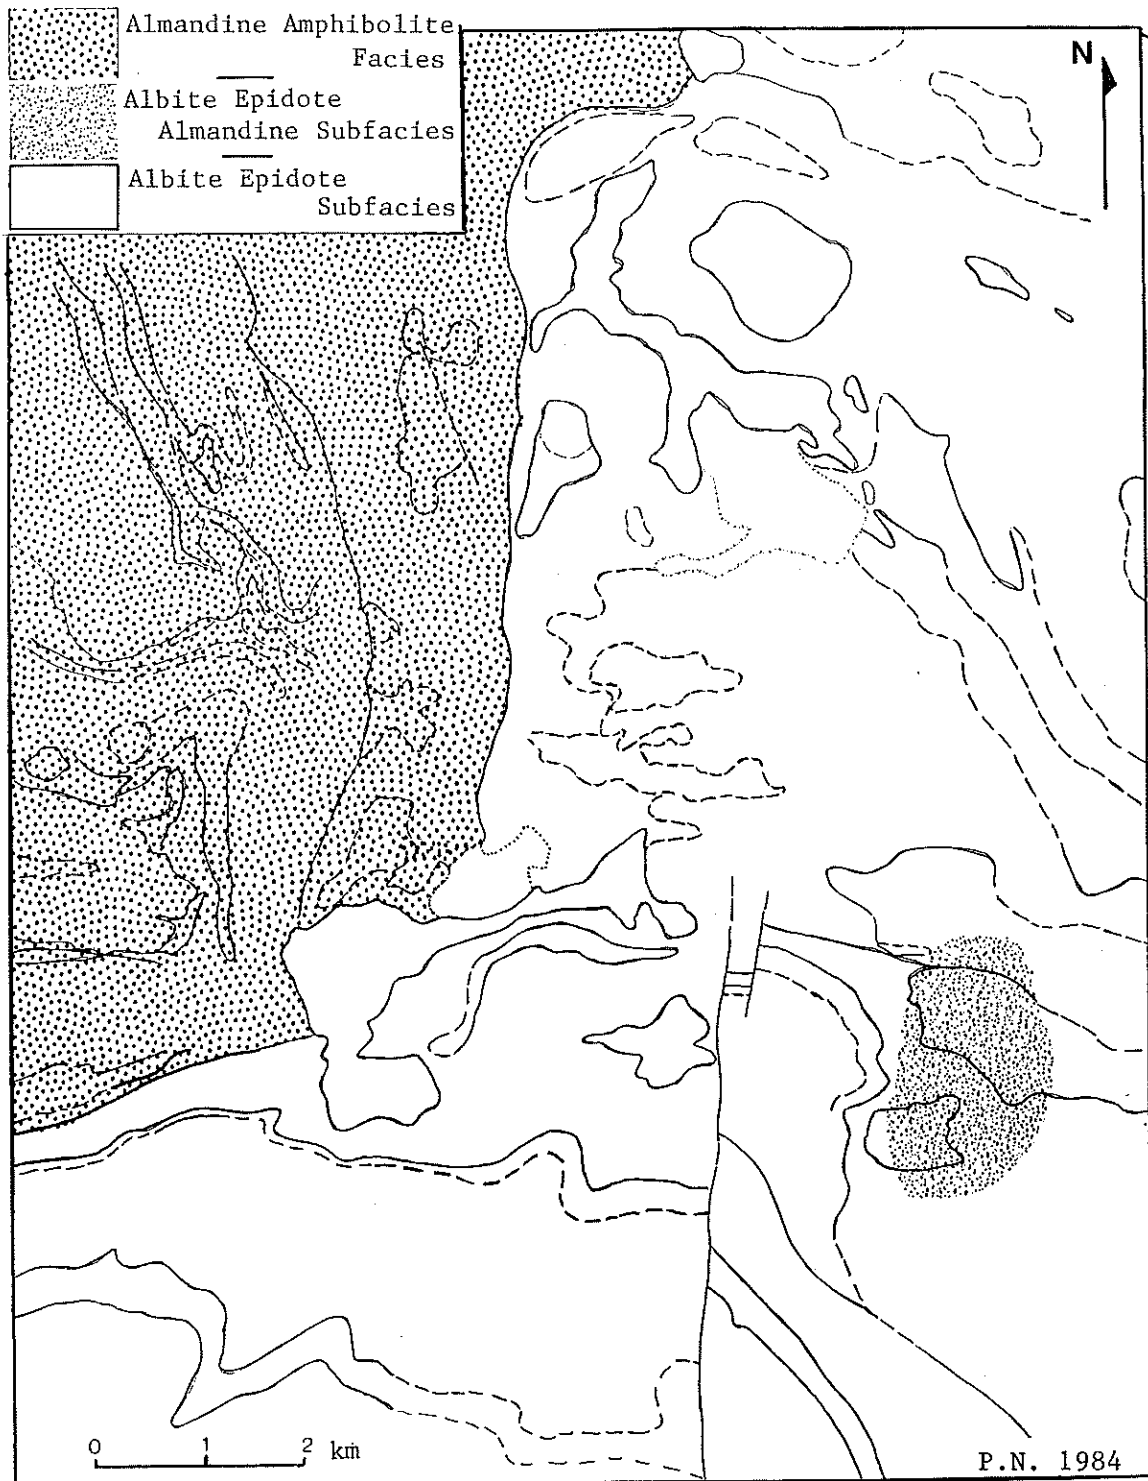 Almandine Amphibolite
Facies
Albite Epidote
Almandine Subfacies
Albite Epidote
Subfacies
N
0 1 2 km
P.N. 1984